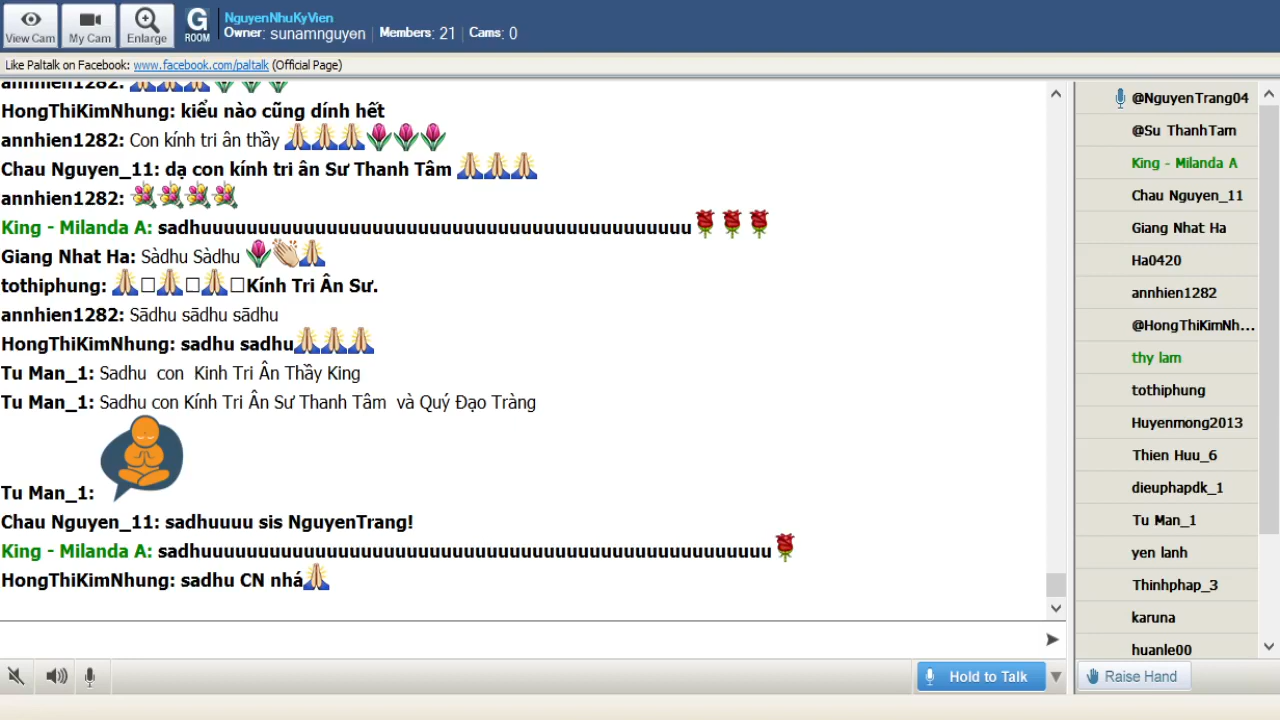 View Cam
My Cam
Enlarge
G
ROOM
NguyenNhuKyVien
Owner: sunamnguyen | Members: 21 | Cams: 0
Like Paltalk on Facebook: www.facebook.com/paltalk (Official Page)
annhien1282:
HongThiKimNhung: kiểu nào cũng dính hết
annhien1282: Con kính tri ân thầy
Chau Nguyen_11: dạ con kính tri ân Sư Thanh Tâm
annhien1282:
King - Milanda A: sadhuuuuuuuuuuuuuuuuuuuuuuuuuuuuuuuuuuuuuuuuuuu
Giang Nhat Ha: Sàdhu Sàdhu
tothiphung: Kính Tri Ân Sư.
annhien1282: Sādhu sādhu sādhu
HongThiKimNhung: sadhu sadhu
Tu Man_1: Sadhu con Kinh Tri Ân Thầy King
Tu Man_1: Sadhu con Kính Tri Ân Sư Thanh Tâm và Quý Đạo Tràng
Tu Man_1:
Chau Nguyen_11: sadhuuuu sis NguyenTrang!
King - Milanda A: sadhuuuuuuuuuuuuuuuuuuuuuuuuuuuuuuuuuuuuuuuuuuuuuuuuuu
HongThiKimNhung: sadhu CN nhá
Hold to Talk
@NguyenTrang04
@Su ThanhTam
King - Milanda A
Chau Nguyen_11
Giang Nhat Ha
Ha0420
annhien1282
@HongThiKimNh...
thy lam
tothiphung
Huyenmong2013
Thien Huu_6
dieuphapdk_1
Tu Man_1
yen lanh
Thinhphap_3
karuna
huanle00
Raise Hand